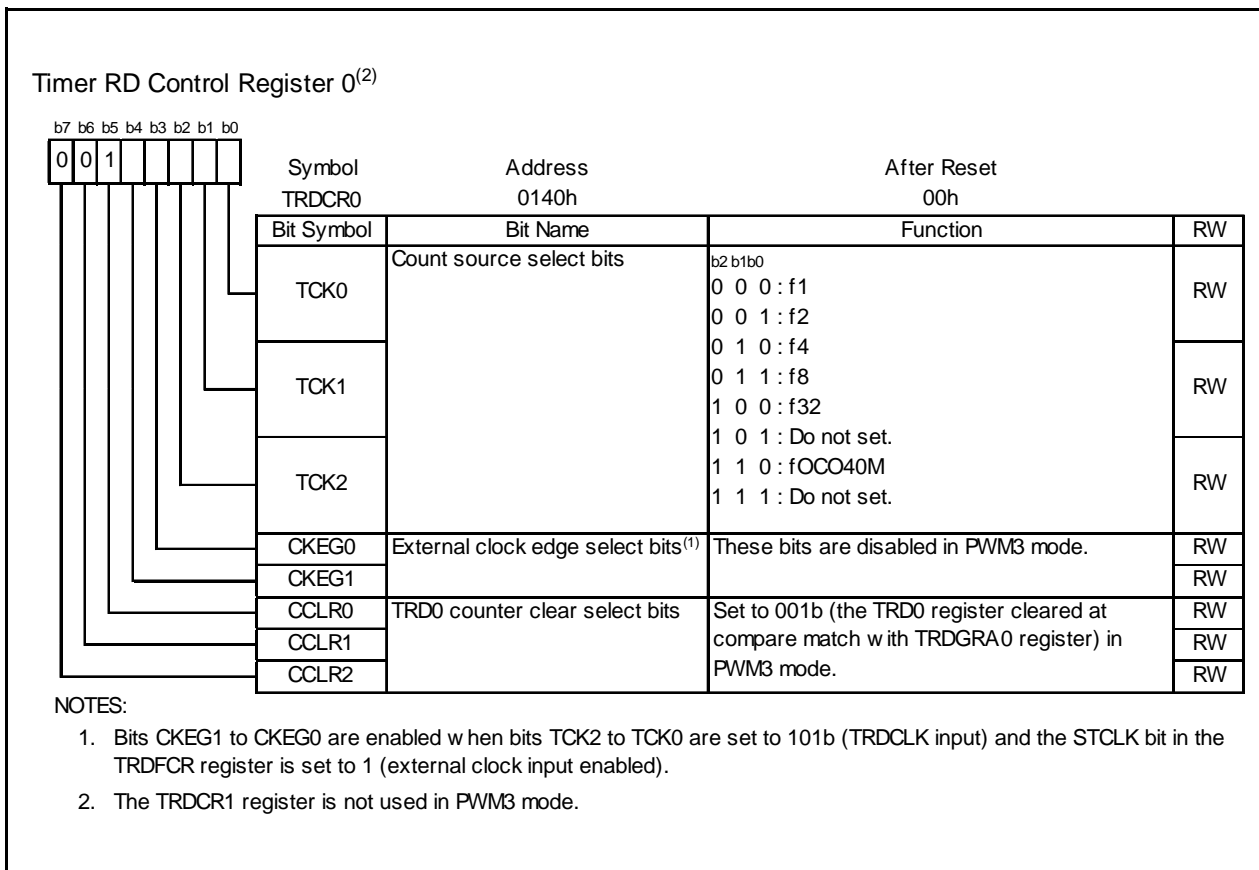 Timer RD Control Register 0(2)
b7 b6 b5 b4 b3 b2 b1 b0
0 0 1
Symbol Address After Reset
TRDCR0 0140h 00h
Bit Symbol Bit Name Function RW
TCK0 Count source select bits b2 b1 b0 RW
0 0 0 : f1
0 0 1 : f2
0 1 0 : f4
TCK1 0 1 1 : f8 RW
1 0 0 : f32
1 0 1 : Do not set.
TCK2 1 1 0 : fOCO40M RW
1 1 1 : Do not set.
CKEG0 External clock edge select bits(1) These bits are disabled in PWM3 mode. RW
CKEG1 RW
CCLR0 TRD0 counter clear select bits Set to 001b (the TRD0 register cleared at RW
CCLR1 compare match with TRDGRA0 register) in RW
CCLR2 PWM3 mode. RW
NOTES:
1. Bits CKEG1 to CKEG0 are enabled when bits TCK2 to TCK0 are set to 101b (TRDCLK input) and the STCLK bit in the
TRDFCR register is set to 1 (external clock input enabled).
2. The TRDCR1 register is not used in PWM3 mode.